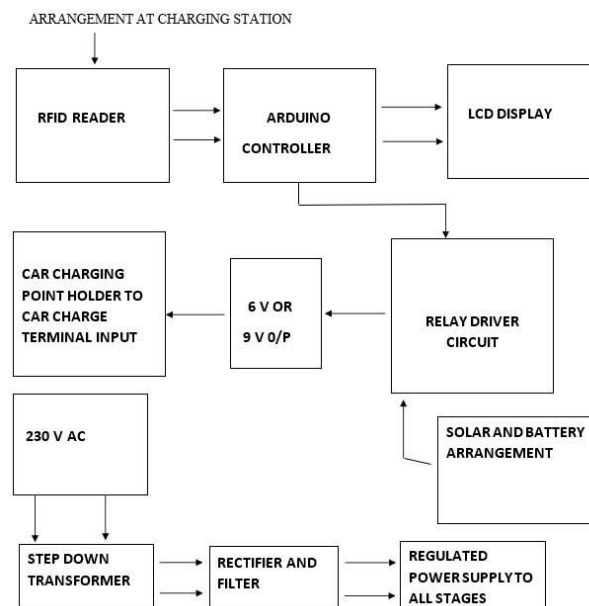 ARRANGEMENT AT CHARGING STATION
RFID READER
ARDUINO
CONTROLLER
LCD DISPLAY
CAR CHARGING
POINT HOLDER TO
CAR CHARGE
TERMINAL INPUT
6 V OR
9 V 0/P
RELAY DRIVER
CIRCUIT
230 V AC
SOLAR AND BATTERY
ARRANGEMENT
STEP DOWN
TRANSFORMER
RECTIFIER AND
FILTER
REGULATED
POWER SUPPLY TO
ALL STAGES